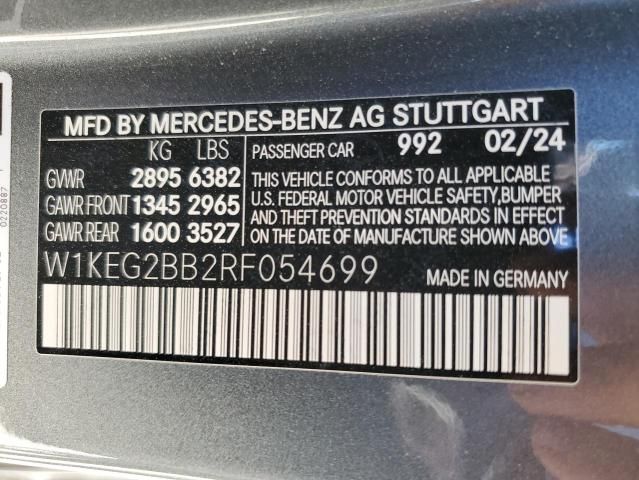 MFD BY MERCEDES-BENZ AG STUTTGART
KG LBS PASSENGER CAR 992 02/24
GVWR 2895 6382
GAWR FRONT 1345 2965
GAWR REAR 1600 3527
THIS VEHICLE CONFORMS TO ALL APPLICABLE
U.S. FEDERAL MOTOR VEHICLE SAFETY, BUMPER
AND THEFT PREVENTION STANDARDS IN EFFECT
ON THE DATE OF MANUFACTURE SHOWN ABOVE.
W1KEG2BB2RF054699 MADE IN GERMANY
0220887